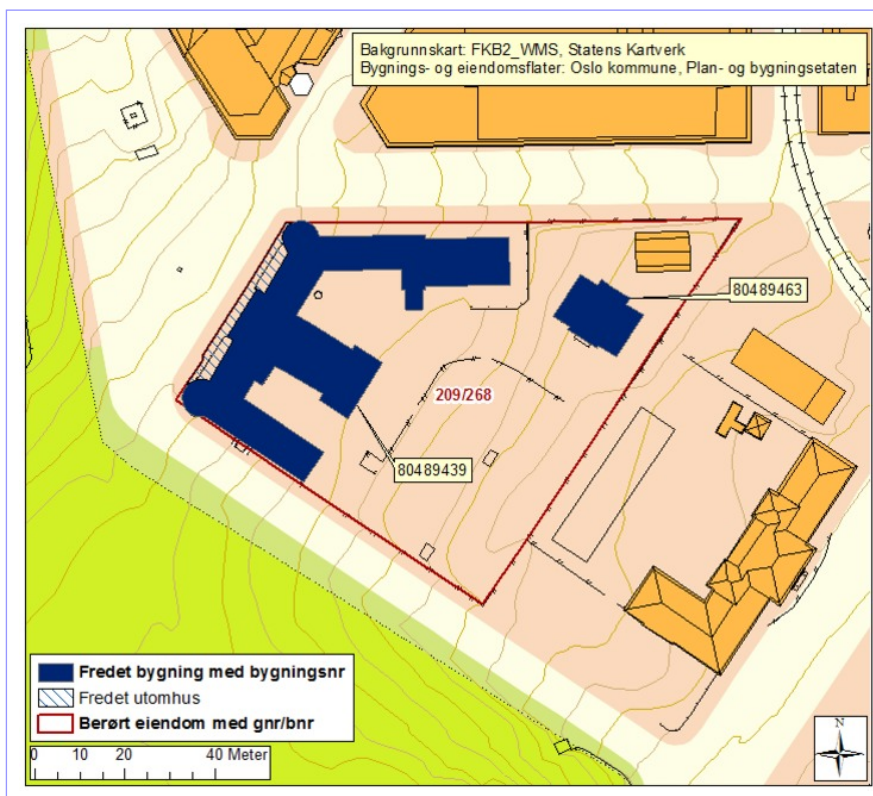 Bakgrunnskart: FKB2_WMS, Statens Kartverk
Bygnings- og eiendomsflater: Oslo kommune, Plan- og bygningsetaten
80489463
209/268
80489439
Fredet bygning med bygningsnr
Fredet utomhus
Berørt eiendom med gnr/bnr
0 10 20 40 Meter
N